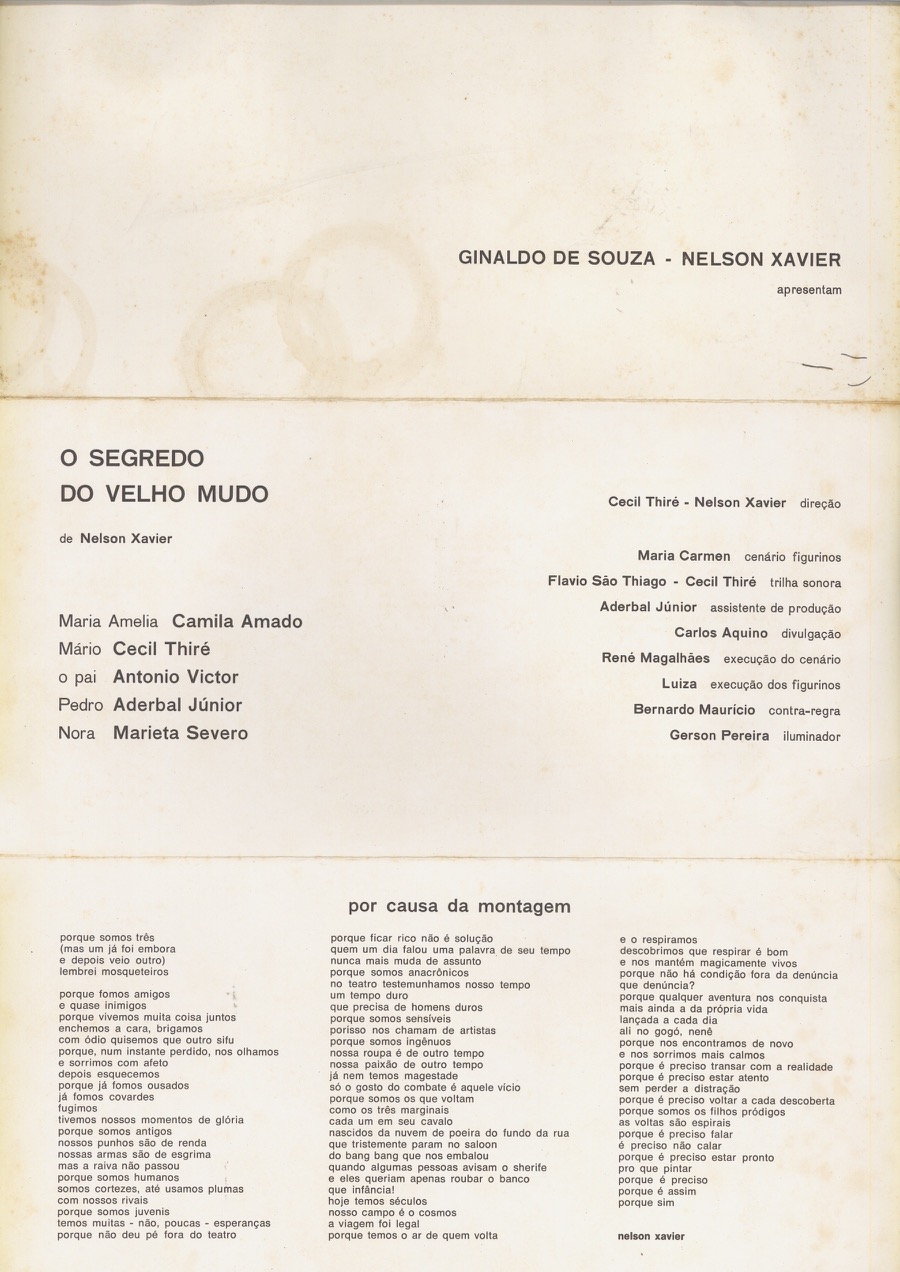 GINALDO DE SOUZA - NELSON XAVIER
apresentam
O SEGREDO
DO VELHO MUDO
de Nelson Xavier
Maria Amelia Camila Amado
Mário Cecil Thiré
o pai Antonio Victor
Pedro Aderbal Júnior
Nora Marieta Severo
Cecil Thiré - Nelson Xavier direção
Maria Carmen cenário figurinos
Flavio São Thiago - Cecil Thiré trilha sonora
Aderbal Júnior assistente de produção
Carlos Aquino divulgação
René Magalhães execução do cenário
Luiza execução dos figurinos
Bernardo Maurício contra-regra
Gerson Pereira iluminador
por causa da montagem
porque somos três
(mas um já foi embora
e depois veio outro)
lembrei mosqueteiros
porque fomos amigos
e quase inimigos
porque vivemos muita coisa juntos
enchemos a cara, brigamos
com ódio quisemos que outro sifu
porque, num instante perdido, nos olhamos
e sorrimos com afeto
depois esquecemos
porque já fomos ousados
já fomos covardes
fugimos
tivemos nossos momentos de glória
porque somos antigos
nossos punhos são de renda
nossas armas são de esgrima
mas a raiva não passou
porque somos humanos
somos cortezes, até usamos plumas
com nossos rivais
porque somos juvenis
temos muitas - não, poucas - esperanças
porque não deu pé fora do teatro
porque ficar rico não é solução
quem um dia falou uma palavra de seu tempo
nunca mais muda de assunto
porque somos anacrônicos
no teatro testemunhamos nosso tempo
um tempo duro
que precisa de homens duros
porque somos sensíveis
porisso nos chamam de artistas
porque somos ingênuos
nossa roupa é de outro tempo
nossa paixão de outro tempo
já nem temos magestade
só o gosto do combate é aquele vício
porque somos os que voltam
como os três marginais
cada um em seu cavalo
nascidos da nuvem de poeira do fundo da rua
que tristemente param no saloon
do bang bang que nos embalou
quando algumas pessoas avisam o sherife
e eles queriam apenas roubar o banco
que infância!
hoje temos séculos
nosso campo é o cosmos
a viagem foi legal
porque temos o ar de quem volta
e o respiramos
descobrimos que respirar é bom
e nos mantém magicamente vivos
porque não há condição fora da denúncia
que denúncia?
porque qualquer aventura nos conquista
mais ainda a da própria vida
lançada a cada dia
ali no gogó, nenê
porque nos encontramos de novo
e nos sorrimos mais calmos
porque é preciso transar com a realidade
porque é preciso estar atento
sem perder a distração
porque é preciso voltar a cada descoberta
porque somos os filhos pródigos
as voltas são espirais
porque é preciso falar
é preciso não calar
porque é preciso estar pronto
pro que pintar
porque é preciso
porque é assim
porque sim
nelson xavier